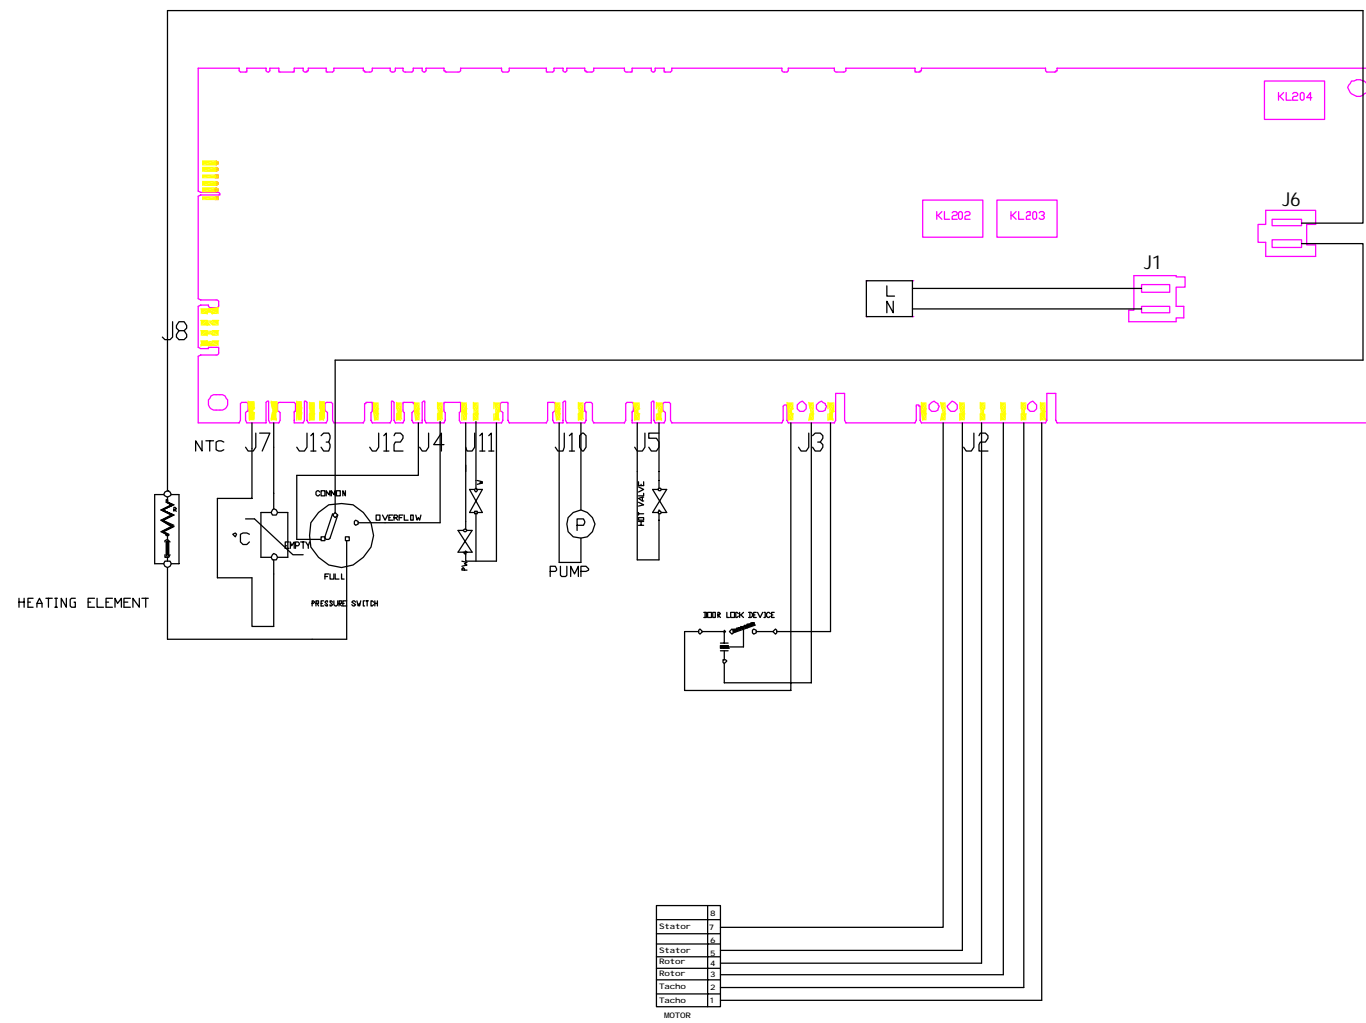 KL204
J6
KL202 KL203
J1
L
N
J8
NTC J7 J13 J12 J4 J11 J10 J5 J3 J2
COMMON
V
HOT VALVE
R
OVERFLOW
P
°C
EMPTY
PW
FULL
PUMP
HEATING ELEMENT
PRESSURE SWITCH
DOOR LOCK DEVICE
8
Stator 7
6
Stator 5
Rotor 4
Rotor 3
Tacho 2
Tacho 1
MOTOR